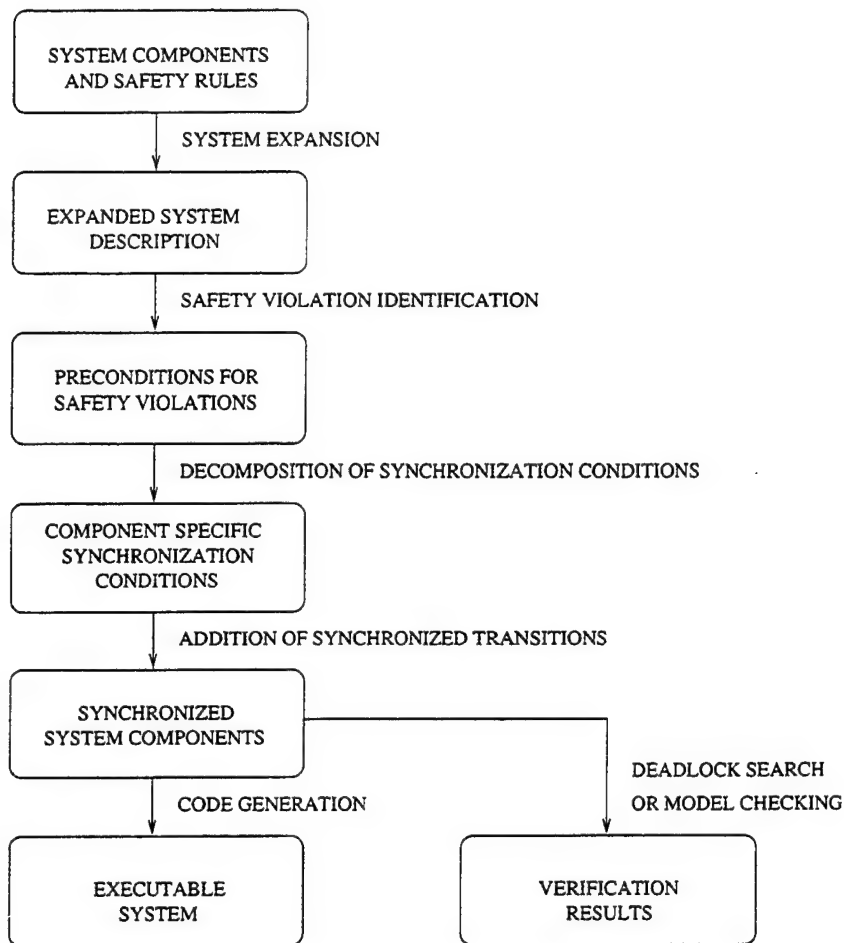 SYSTEM COMPONENTS
AND SAFETY RULES
SYSTEM EXPANSION
EXPANDED SYSTEM
DESCRIPTION
SAFETY VIOLATION IDENTIFICATION
PRECONDITIONS FOR
SAFETY VIOLATIONS
DECOMPOSITION OF SYNCHRONIZATION CONDITIONS
COMPONENT SPECIFIC
SYNCHRONIZATION
CONDITIONS
ADDITION OF SYNCHRONIZED TRANSITIONS
SYNCHRONIZED
SYSTEM COMPONENTS
DEADLOCK SEARCH
OR MODEL CHECKING
CODE GENERATION
EXECUTABLE
SYSTEM
VERIFICATION
RESULTS